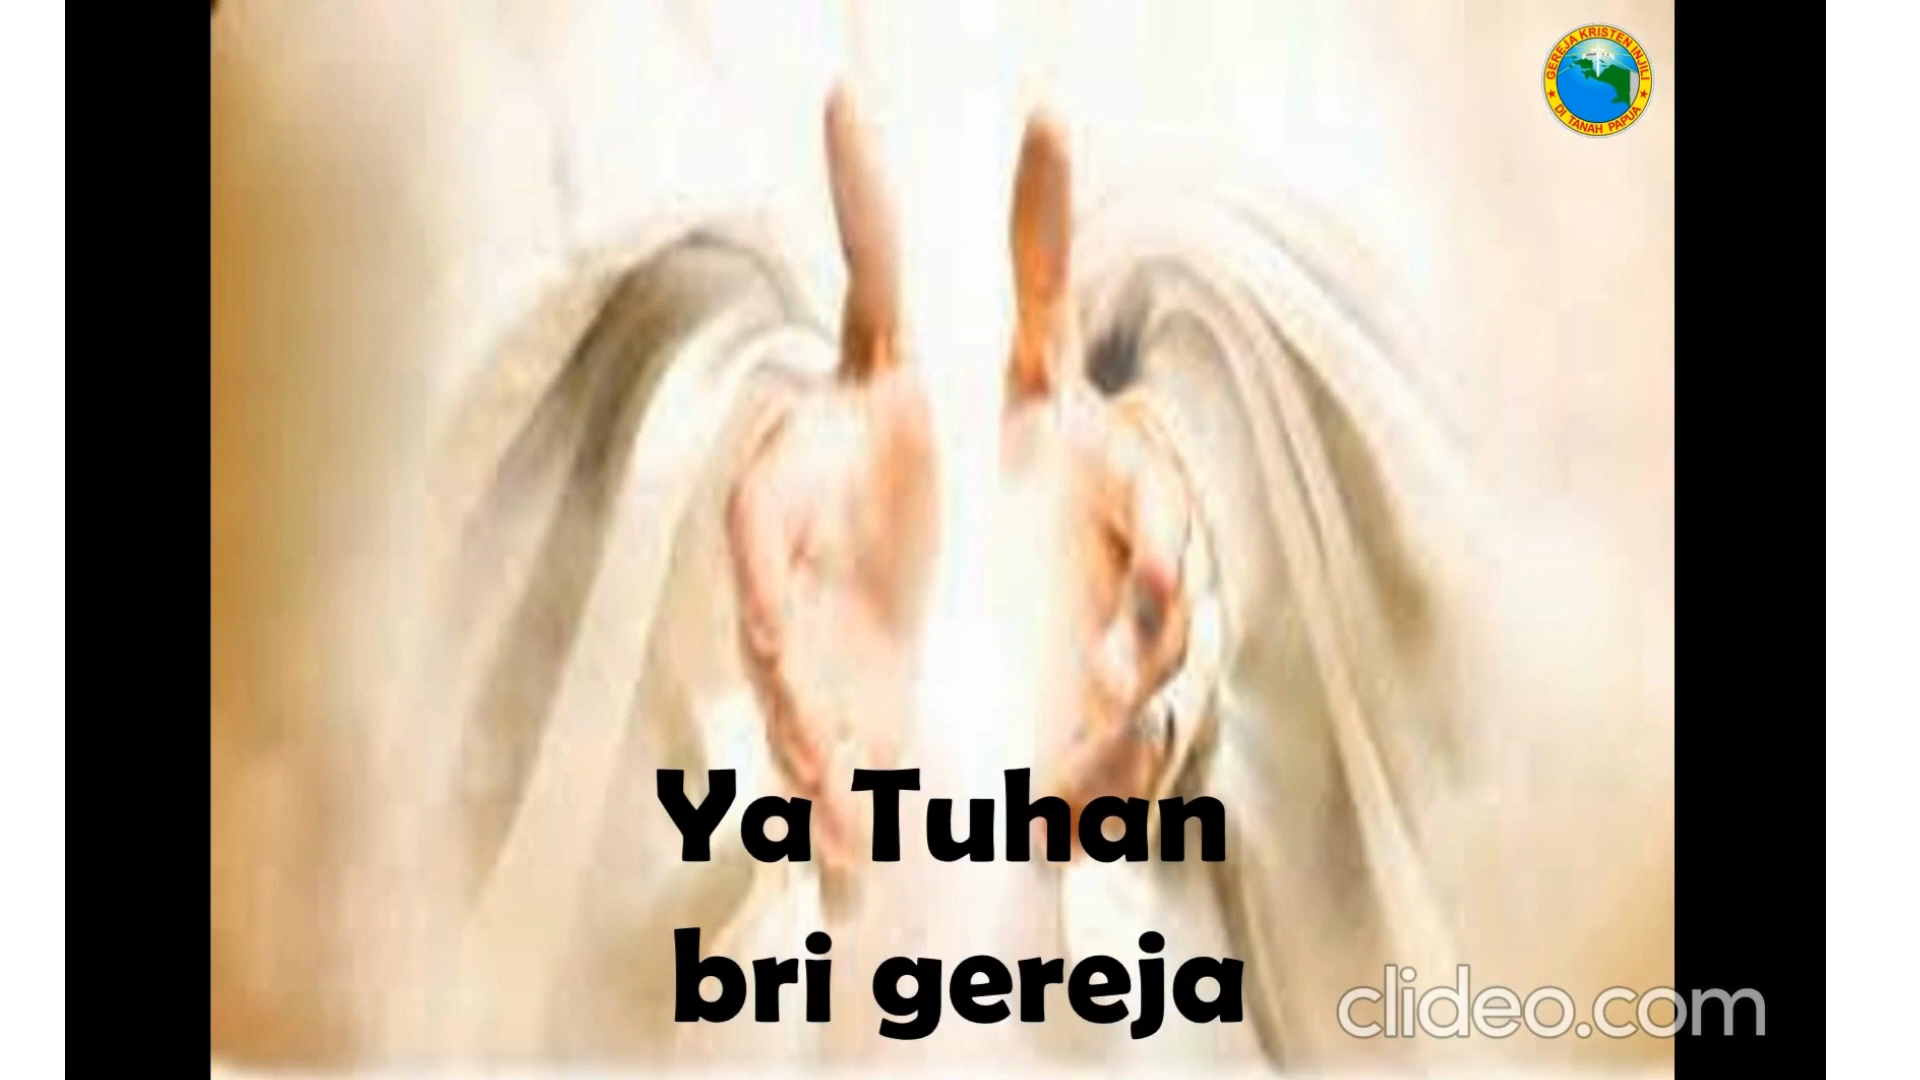 GEREJA KRISTEN INJILI
DI TANAH PAPUA
Ya Tuhan
bri gereja
clideo.com